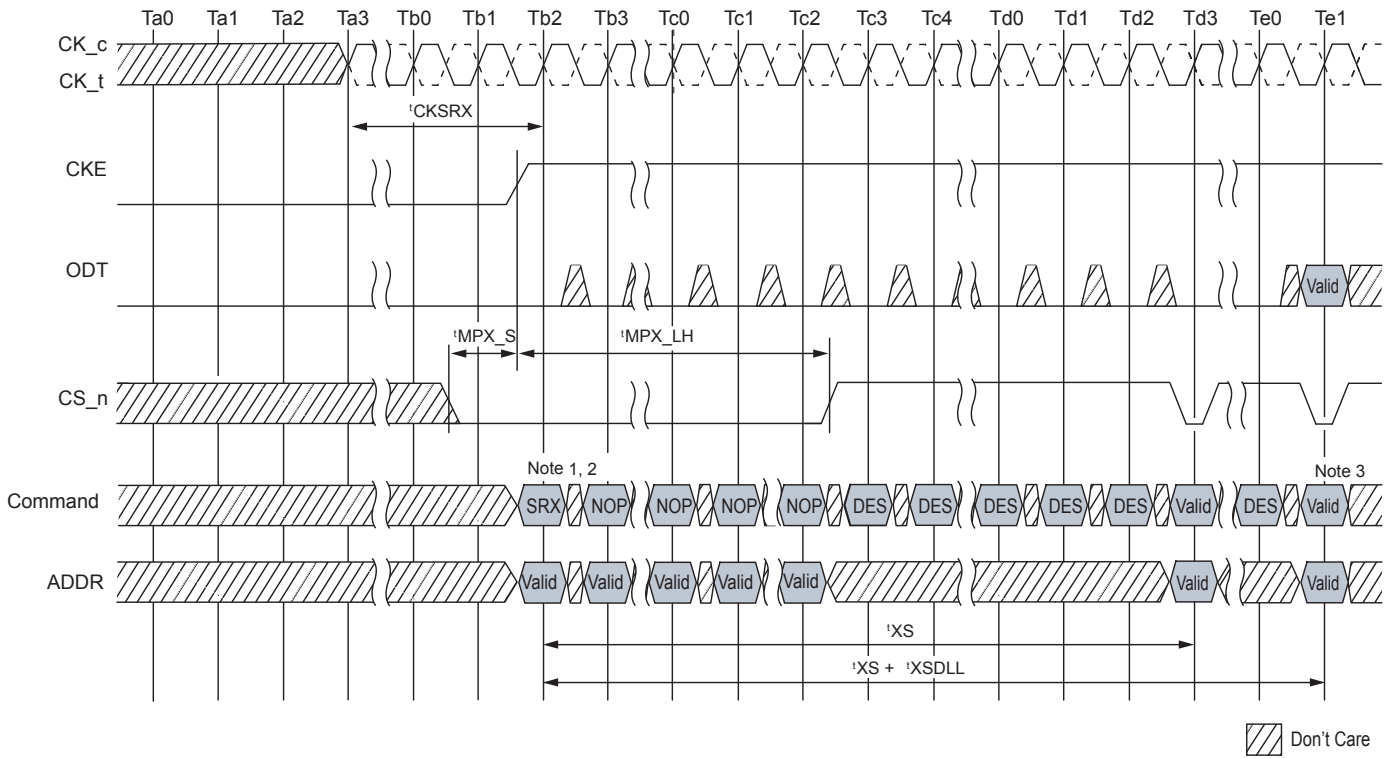 Ta0 Ta1 Ta2 Ta3 Tb0 Tb1 Tb2 Tb3 Tc0 Tc1 Tc2 Tc3 Tc4 Td0 Td1 Td2 Td3 Te0 Te1
CK_c
CK_t
tCKSRX
CKE
ODT
Valid
tMPX_S tMPX_LH
CS_n
Note 1, 2 Note 3
Command SRX NOP NOP NOP NOP DES DES DES DES DES Valid DES Valid
ADDR Valid Valid Valid Valid Valid Valid Valid
tXS
tXS + tXSDLL
Don't Care